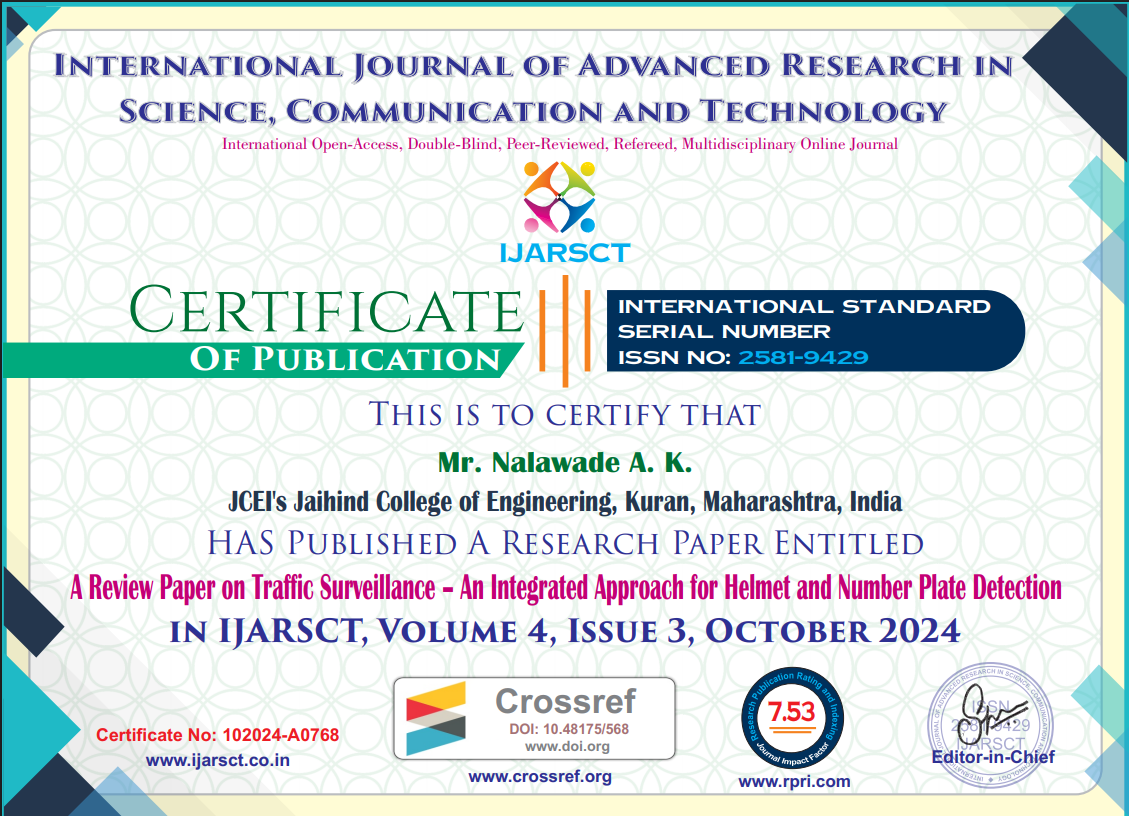 International Journal of Advanced Research in
Science, Communication and Technology
International Open-Access, Double-Blind, Peer-Reviewed, Refereed, Multidisciplinary Online Journal
IJARSCT
Certificate
Of Publication
INTERNATIONAL STANDARD
SERIAL NUMBER
ISSN NO: 2581-9429
This is to certify that
Mr. Nalawade A. K.
JCEI's Jaihind College of Engineering, Kuran, Maharashtra, India
has Published a Research Paper Entitled
A Review Paper on Traffic Surveillance – An Integrated Approach for Helmet and Number Plate Detection
in IJARSCT, Volume 4, Issue 3, October 2024
Certificate No: 102024-A0768
www.ijarsct.co.in
Crossref
DOI: 10.48175/568
www.doi.org
www.crossref.org
Research Publication Rating and Indexing
7.53
Journal Impact Factor
www.rpri.com
INTERNATIONAL JOURNAL OF ADVANCED RESEARCH IN SCIENCE, COMMUNICATION AND TECHNOLOGY
ISSN
2581-9429
IJARSCT
Editor-in-Chief